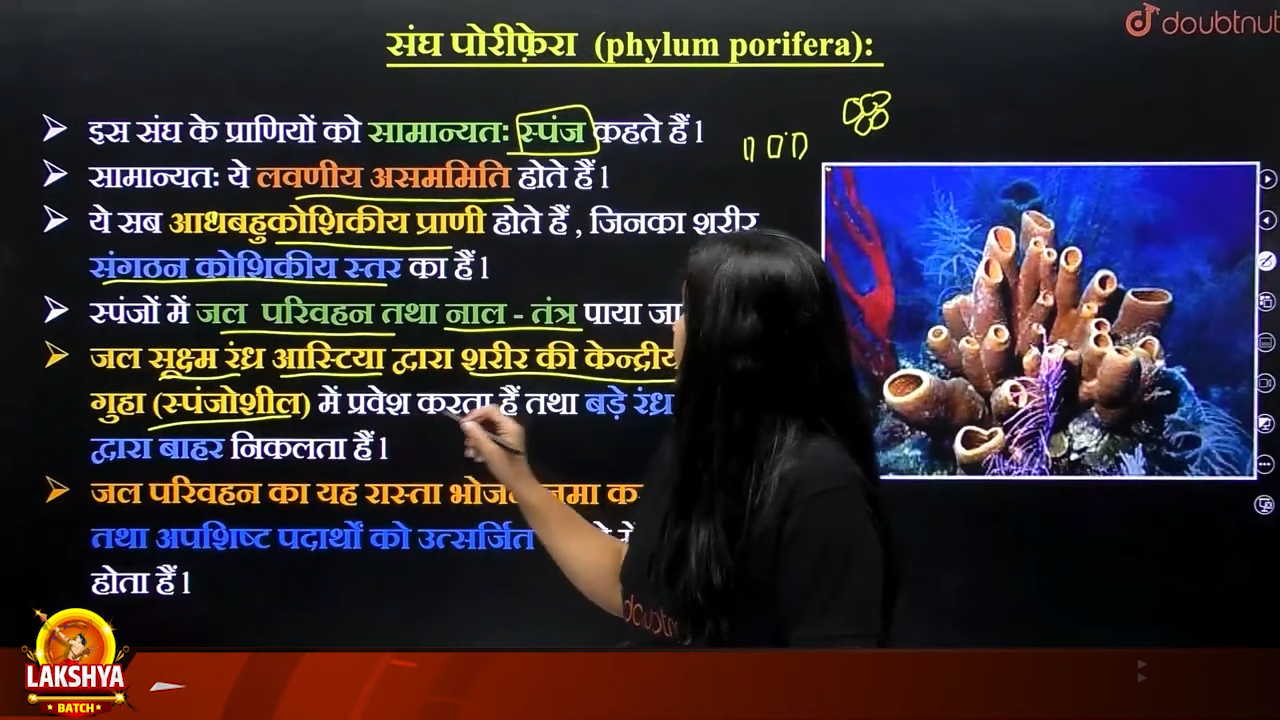 doubtnut
संघ पोरीफ़ेरा (phylum porifera):
इस संघ के प्राणियों को सामान्यतः स्पंज कहते हैं l
सामान्यतः ये लवणीय असममिति होते हैं l
ये सब आधबहुकोशिकीय प्राणी होते हैं , जिनका शरीर
संगठन कोशिकीय स्तर का हैं l
स्पंजों में जल परिवहन तथा नाल - तंत्र पाया
जल सूक्ष्म रंध्र आस्टिया द्वारा शरीर की केन्द्रीय
गुहा (स्पंजोशील) में प्रवेश करता हैं तथा बड़े रंध्र
द्वारा बाहर निकलता हैं l
जल परिवहन का यह रास्ता
तथा अपशिष्ट पदार्थों को उत्सर्जित
होता हैं l
LAKSHYA
BATCH